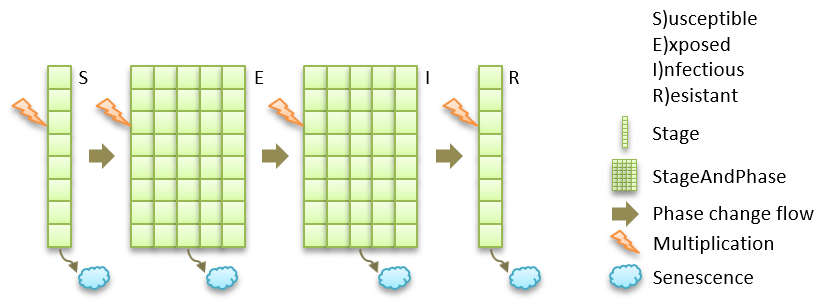 S
E
I
R
S)usceptible
E)xposed
I)nfectious
R)esistant
Stage
StageAndPhase
Phase change flow
Multiplication
Senescence